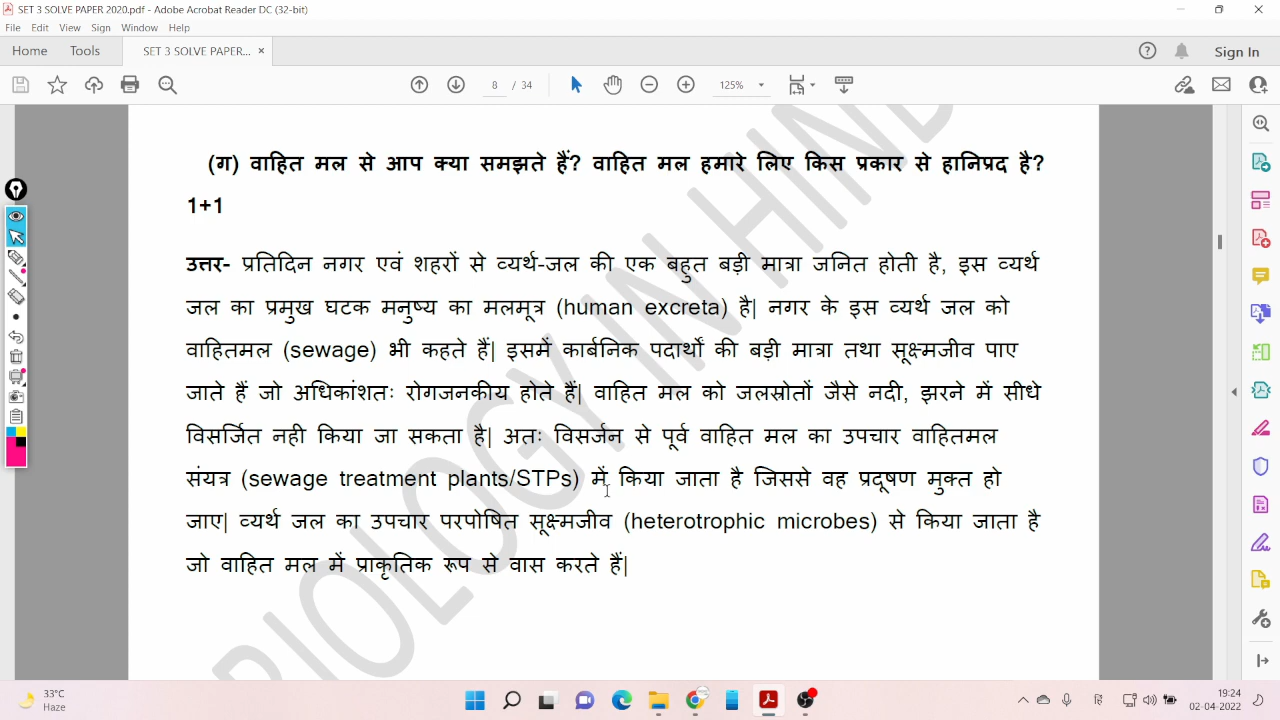 SET 3 SOLVE PAPER 2020.pdf - Adobe Acrobat Reader DC (32-bit)
File Edit View Sign Window Help
Home Tools SET 3 SOLVE PAPER... × Sign In
8 / 34 125%
(ग) वाहित मल से आप क्या समझते हैं? वाहित मल हमारे लिए किस प्रकार से हानिप्रद है?
1+1
उत्तर- प्रतिदिन नगर एवं शहरों से व्यर्थ-जल की एक बहुत बड़ी मात्रा जनित होती है, इस व्यर्थ
जल का प्रमुख घटक मनुष्य का मलमूत्र (human excreta) है| नगर के इस व्यर्थ जल को
वाहितमल (sewage) भी कहते हैं| इसमें कार्बनिक पदार्थों की बड़ी मात्रा तथा सूक्ष्मजीव पाए
जाते हैं जो अधिकांशतः रोगजनकीय होते हैं| वाहित मल को जलस्रोतों जैसे नदी, झरने में सीधे
विसर्जित नही किया जा सकता है| अतः विसर्जन से पूर्व वाहित मल का उपचार वाहितमल
संयत्र (sewage treatment plants/STPs) में किया जाता है जिससे वह प्रदूषण मुक्त हो
जाए| व्यर्थ जल का उपचार परपोषित सूक्ष्मजीव (heterotrophic microbes) से किया जाता है
जो वाहित मल में प्राकृतिक रूप से वास करते हैं|
BIOLOGY IN HIND
33°C
Haze
19:24
02-04-2022